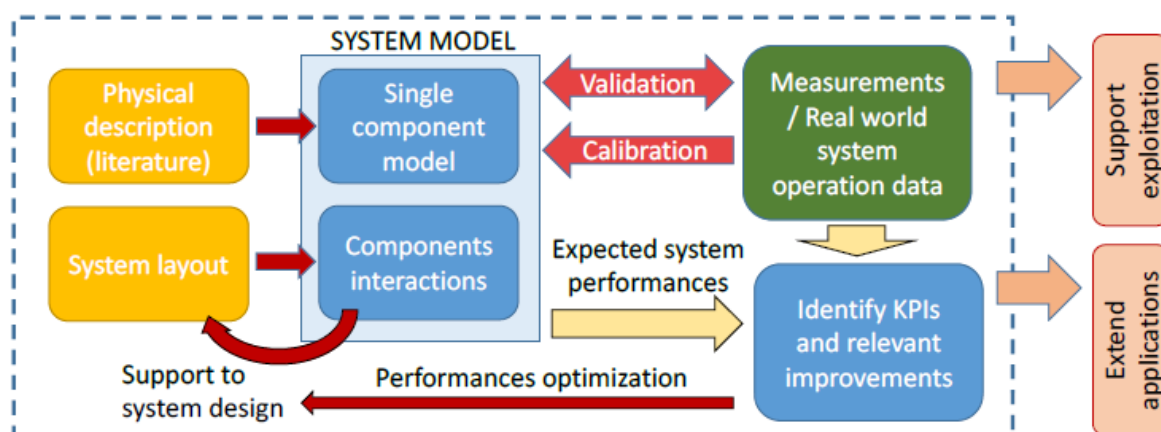 SYSTEM MODEL
Physical
description
(literature)
Single
component
model
Validation
Calibration
Measurements
/ Real world
system
operation data
Support
exploitation
System layout
Components
interactions
Expected system
performances
Identify KPIs
and relevant
improvements
Extend
applications
Support to
system design
Performances optimization